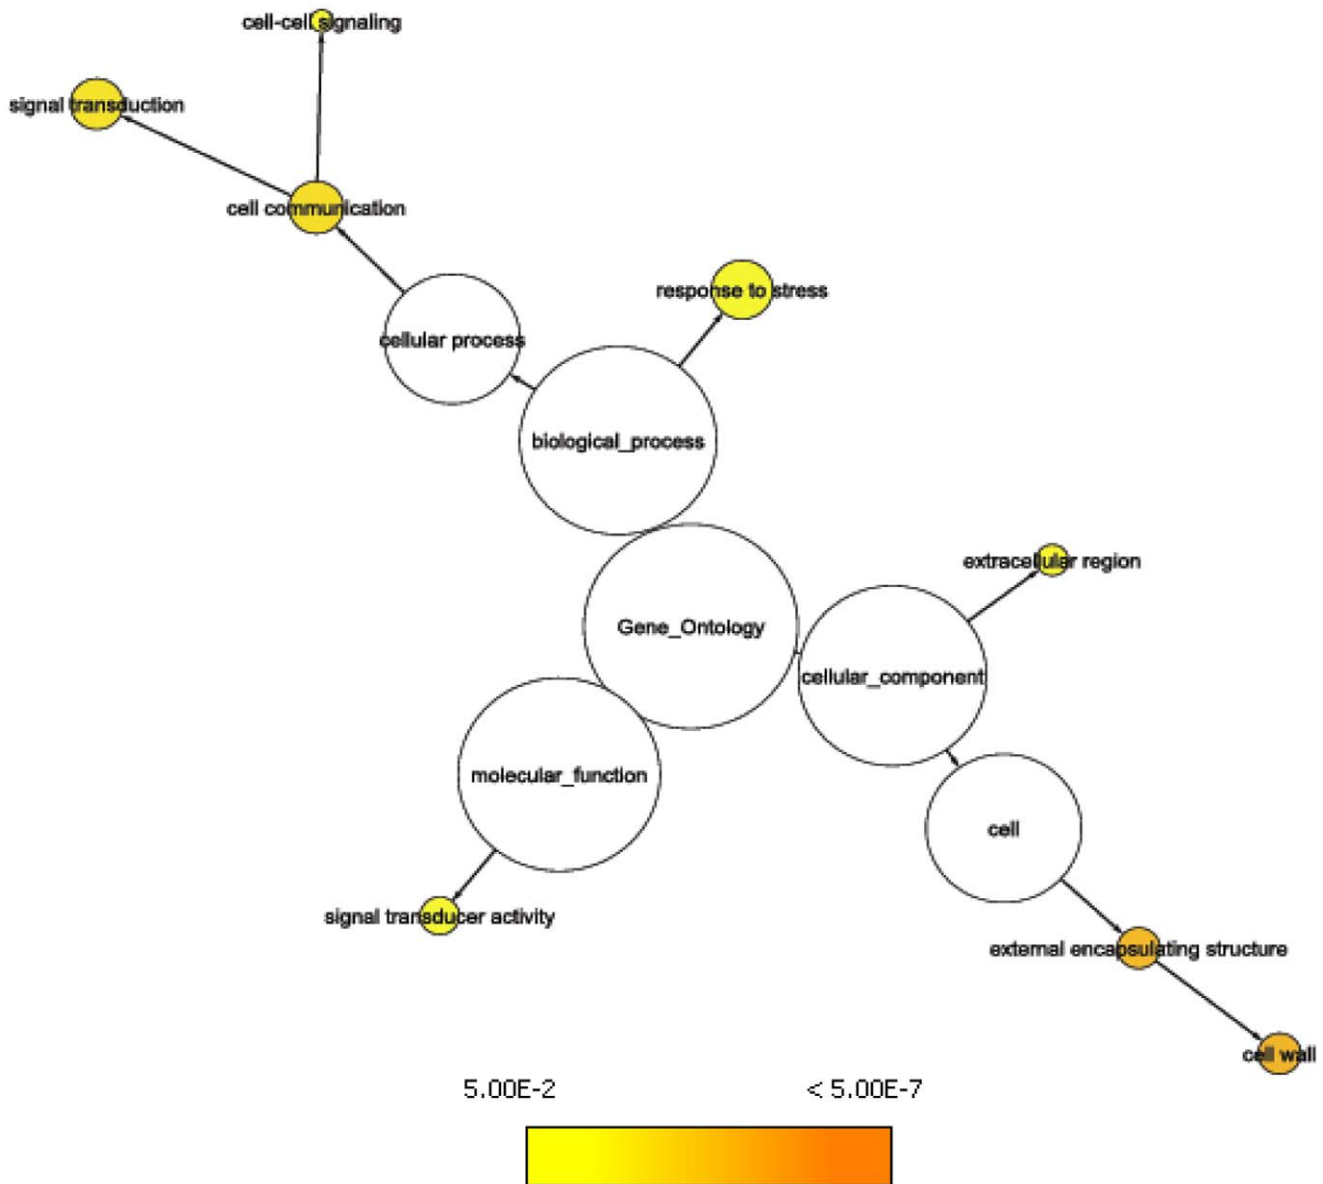 cell-cell signaling
signal transduction
cell communication
response to stress
cellular process
biological_process
extracellular region
Gene_Ontology
cellular_component
molecular_function
cell
signal transducer activity
external encapsulating structure
cell wall
5.00E-2
< 5.00E-7